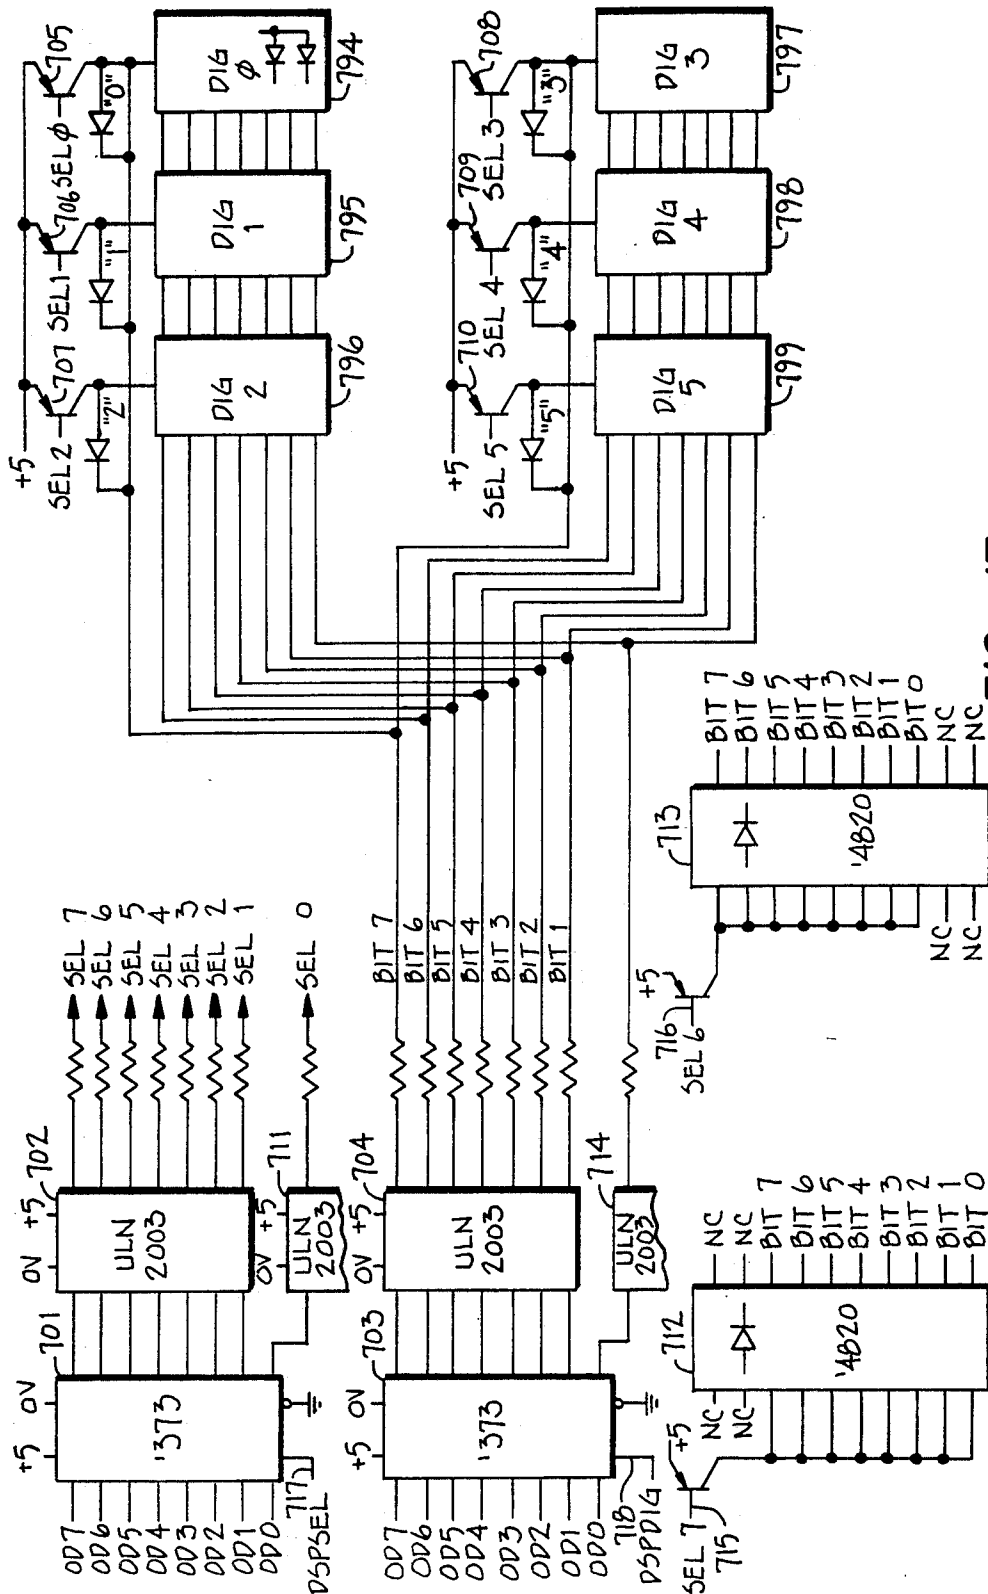 +5
SEL 2
707
SEL 1
706
SEL Ø
705
"2"
"1"
"0"
DIG
2
DIG
1
DIG
Ø
796
795
794
+5
SEL 5
710
SEL 4
709
SEL 3
708
"5"
"4"
"3"
DIG
5
DIG
4
DIG
3
799
798
797
+5
0V
701
0V
+5
702
OD7
OD6
OD5
OD4
OD3
OD2
OD1
OD0
'373
ULN
2003
SEL 7
SEL 6
SEL 5
SEL 4
SEL 3
SEL 2
SEL 1
717
DSPSEL
0V
+5
711
ULN
2003
SEL 0
+5
0V
703
0V
+5
704
OD7
OD6
OD5
OD4
OD3
OD2
OD1
OD0
'373
ULN
2003
BIT 7
BIT 6
BIT 5
BIT 4
BIT 3
BIT 2
BIT 1
718
DSPDIG
714
ULN
2003
SEL 7
715
+5
NC
NC
712
'4820
NC
NC
BIT 7
BIT 6
BIT 5
BIT 4
BIT 3
BIT 2
BIT 1
BIT 0
716
SEL 6
+5
713
'4820
NC
NC
BIT 7
BIT 6
BIT 5
BIT 4
BIT 3
BIT 2
BIT 1
BIT 0
NC
NC